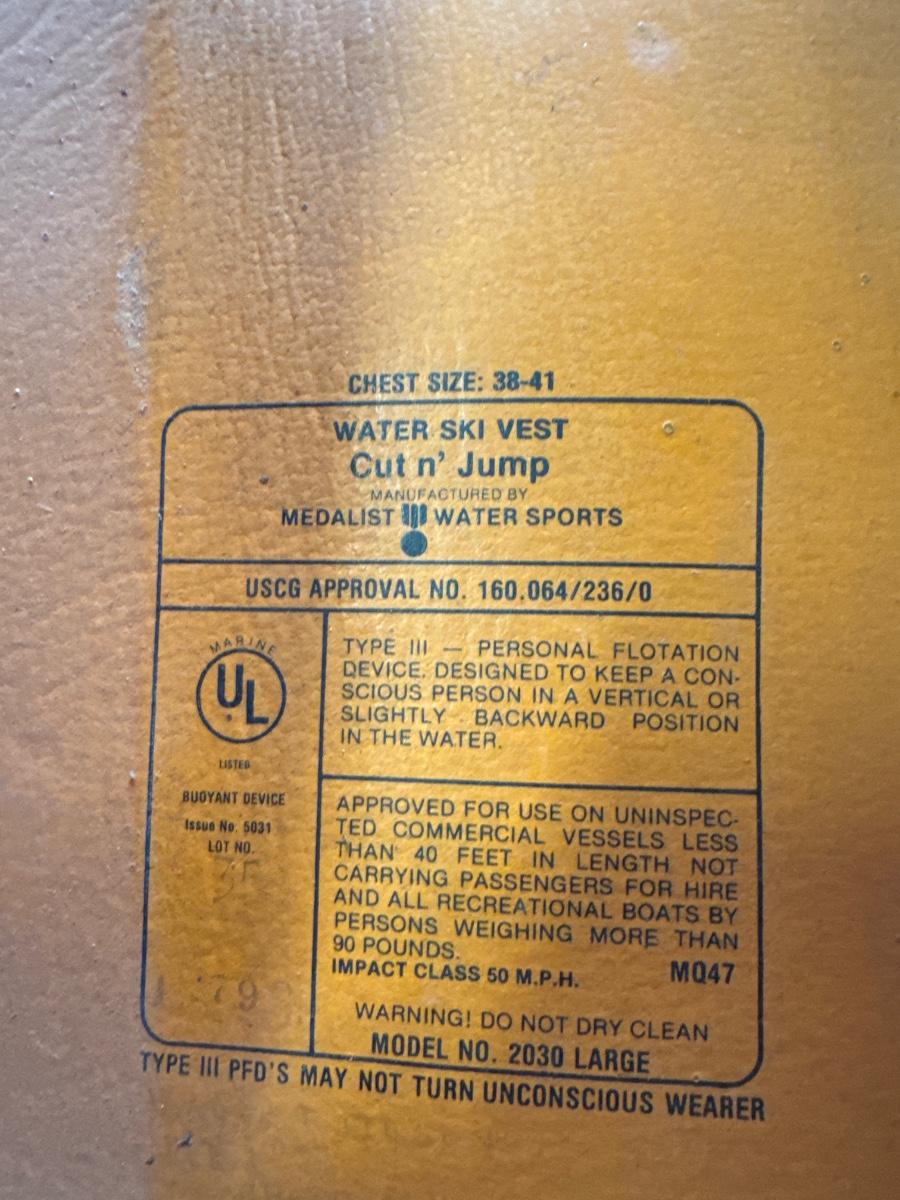 CHEST SIZE: 38-41
WATER SKI VEST
Cut n' Jump
MANUFACTURED BY
MEDALIST WATER SPORTS
USCG APPROVAL NO. 160.064/236/0
MARINE
UL
LISTED
BUOYANT DEVICE
Issue No. 5031
LOT NO.
TYPE III — PERSONAL FLOTATION
DEVICE. DESIGNED TO KEEP A CON-
SCIOUS PERSON IN A VERTICAL OR
SLIGHTLY BACKWARD POSITION
IN THE WATER.
APPROVED FOR USE ON UNINSPEC-
TED COMMERCIAL VESSELS LESS
THAN 40 FEET IN LENGTH NOT
CARRYING PASSENGERS FOR HIRE
AND ALL RECREATIONAL BOATS BY
PERSONS WEIGHING MORE THAN
90 POUNDS.
IMPACT CLASS 50 M.P.H. MQ47
WARNING! DO NOT DRY CLEAN
MODEL NO. 2030 LARGE
TYPE III PFD'S MAY NOT TURN UNCONSCIOUS WEARER